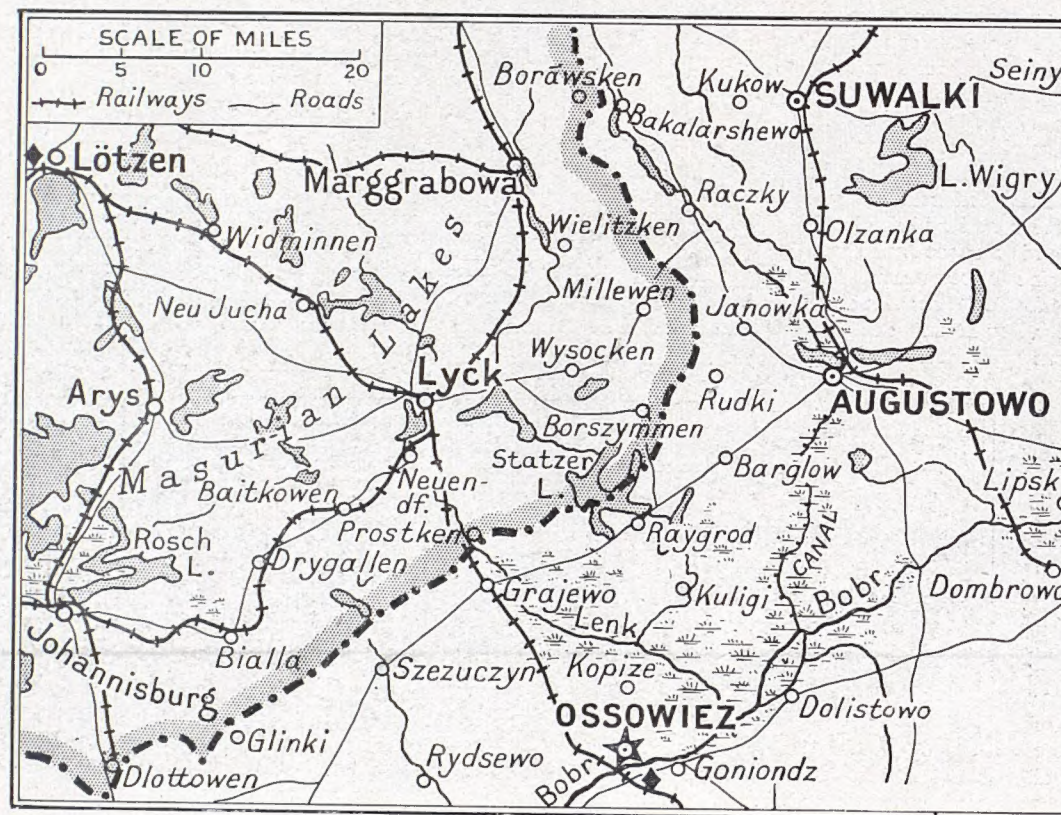 SCALE OF MILES
0 5 10 20
Railways Roads
Borawsken
Kukow
SUWALKI
Seiny
Bakalarshewo
Lötzen
Marggrabowa
Raczky
L. Wigry
Widminnen
Wielitzken
Olzanka
Neu Jucha
Millewen
Janowka
Masurian Lakes
Wysocken
Lyck
Arys
Rudki
AUGUSTOWO
Borszymmen
Statzer
L.
Barglow
Lipsk
Baitkowen
Neuen-
df.
Prostken
Raygrod
CANAL
Rosch
L.
Drygallen
Grajewo
Kuligi
Bobr
Dombrowo
Lenk
Johannisburg
Bialla
Szezuczyn
Kopize
Dolistowo
OSSOWIEZ
Glinki
Dlottowen
Rydsewo
Bobr
Goniondz